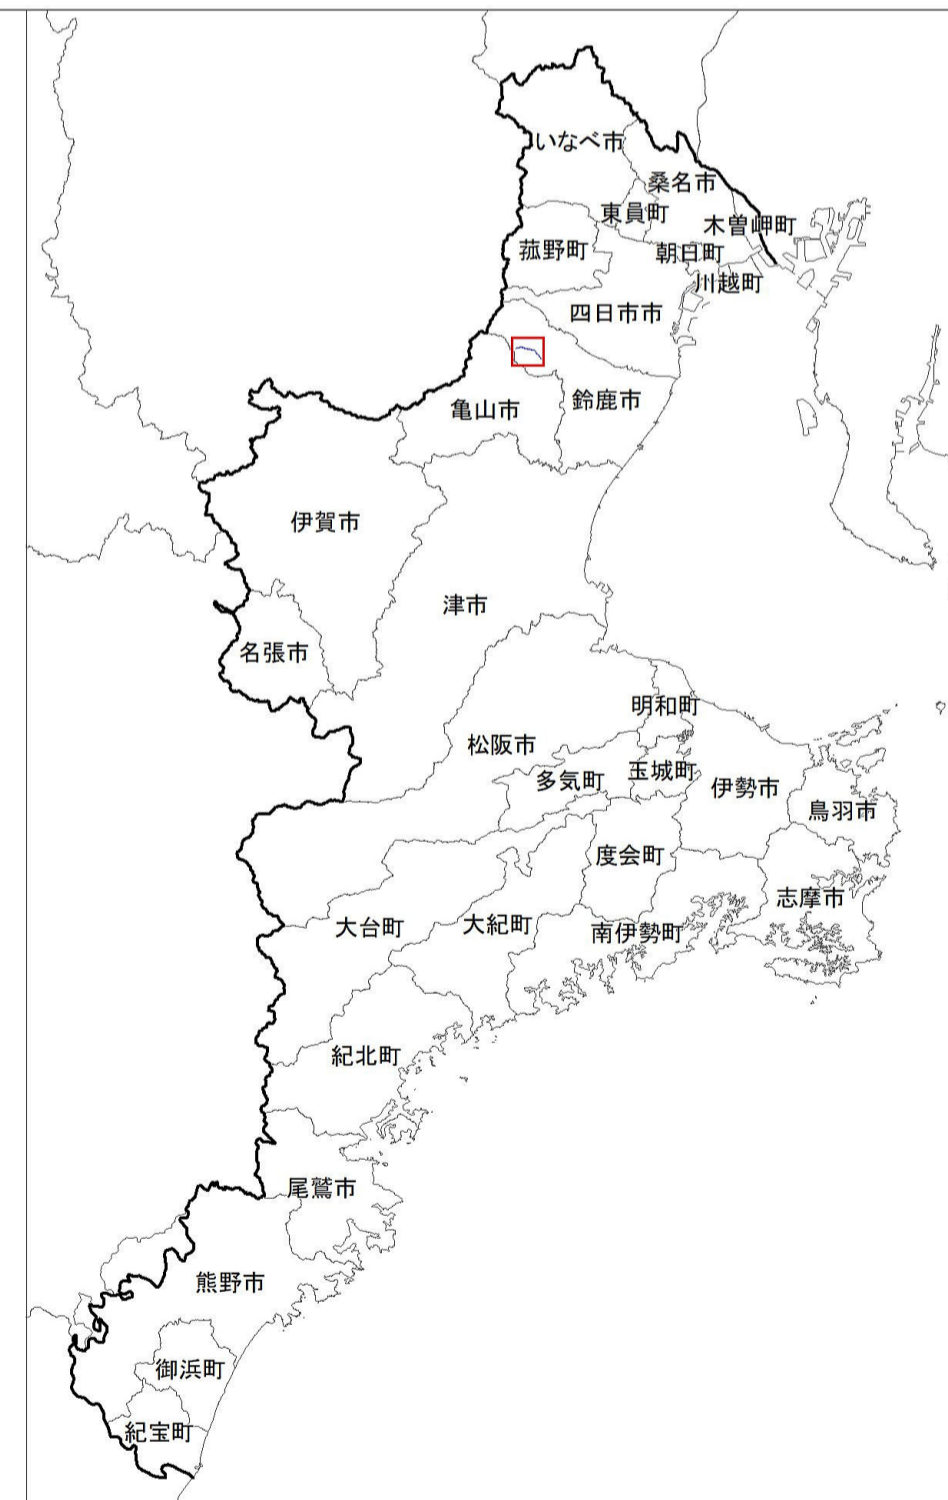 いなべ市
桑名市
東員町
木曽岬町
菰野町
朝日町
川越町
四日市市
鈴鹿市
亀山市
伊賀市
津市
名張市
明和町
松阪市
玉城町
多気町
伊勢市
鳥羽市
度会町
志摩市
大台町
大紀町
南伊勢町
紀北町
尾鷲市
熊野市
御浜町
紀宝町